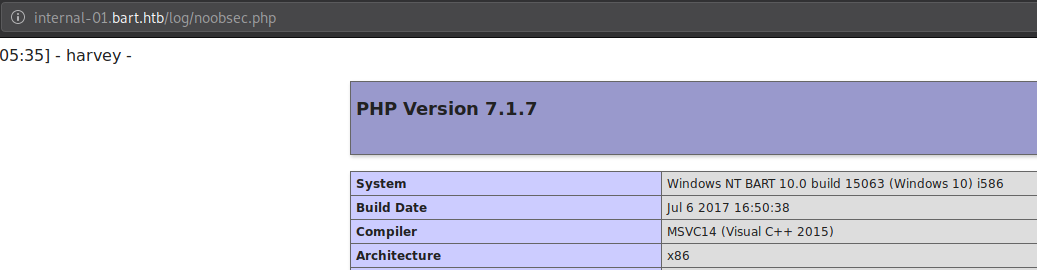 internal-01.bart.htb/log/noobsec.php
05:35] - harvey -
PHP Version 7.1.7
System Windows NT BART 10.0 build 15063 (Windows 10) i586
Build Date Jul 6 2017 16:50:38
Compiler MSVC14 (Visual C++ 2015)
Architecture x86